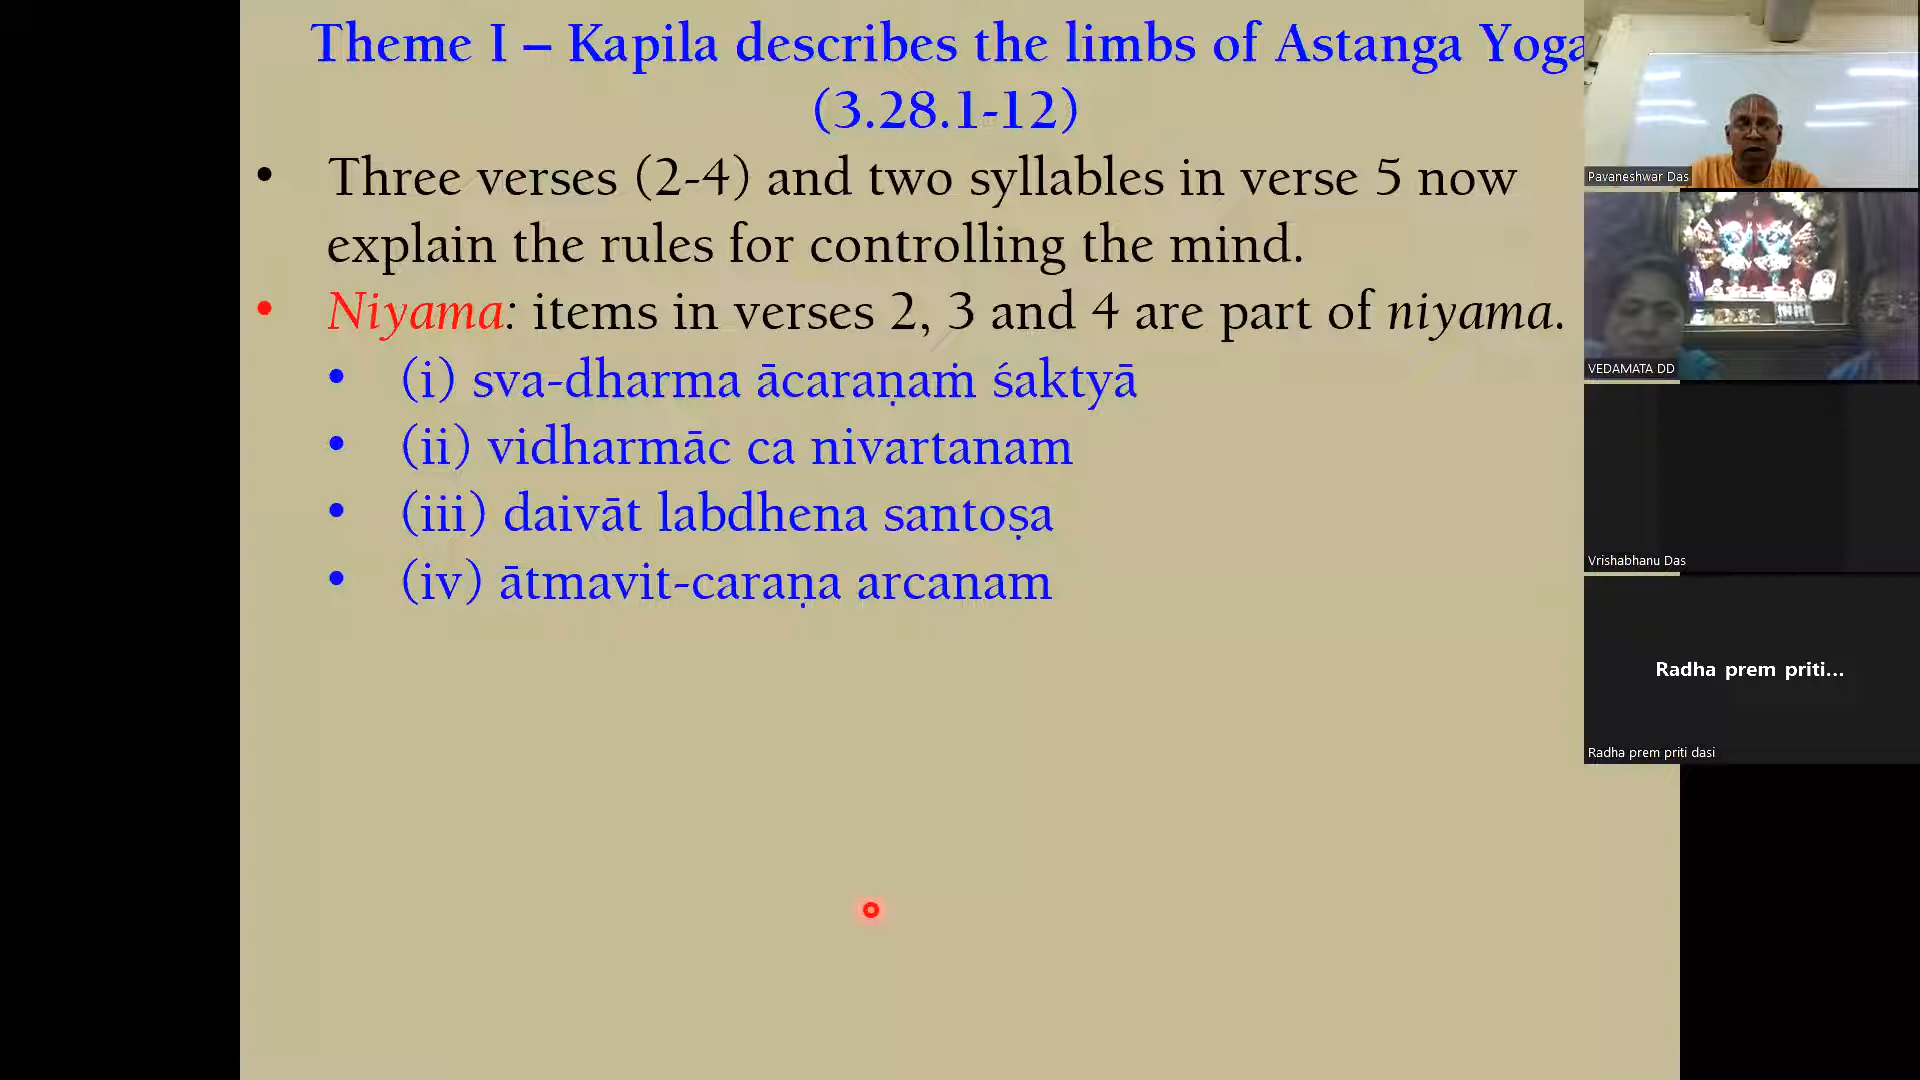 Theme I – Kapila describes the limbs of Astanga Yoga
(3.28.1-12)
• Three verses (2-4) and two syllables in verse 5 now
explain the rules for controlling the mind.
• Niyama: items in verses 2, 3 and 4 are part of niyama.
• (i) sva-dharma ācaraṇaṁ śaktyā
• (ii) vidharmāc ca nivartanam
• (iii) daivāt labdhena santoṣa
• (iv) ātmavit-caraṇa arcanam
Pavaneshwar Das
VEDAMATA DD
Vrishabhanu Das
Radha prem priti...
Radha prem priti dasi